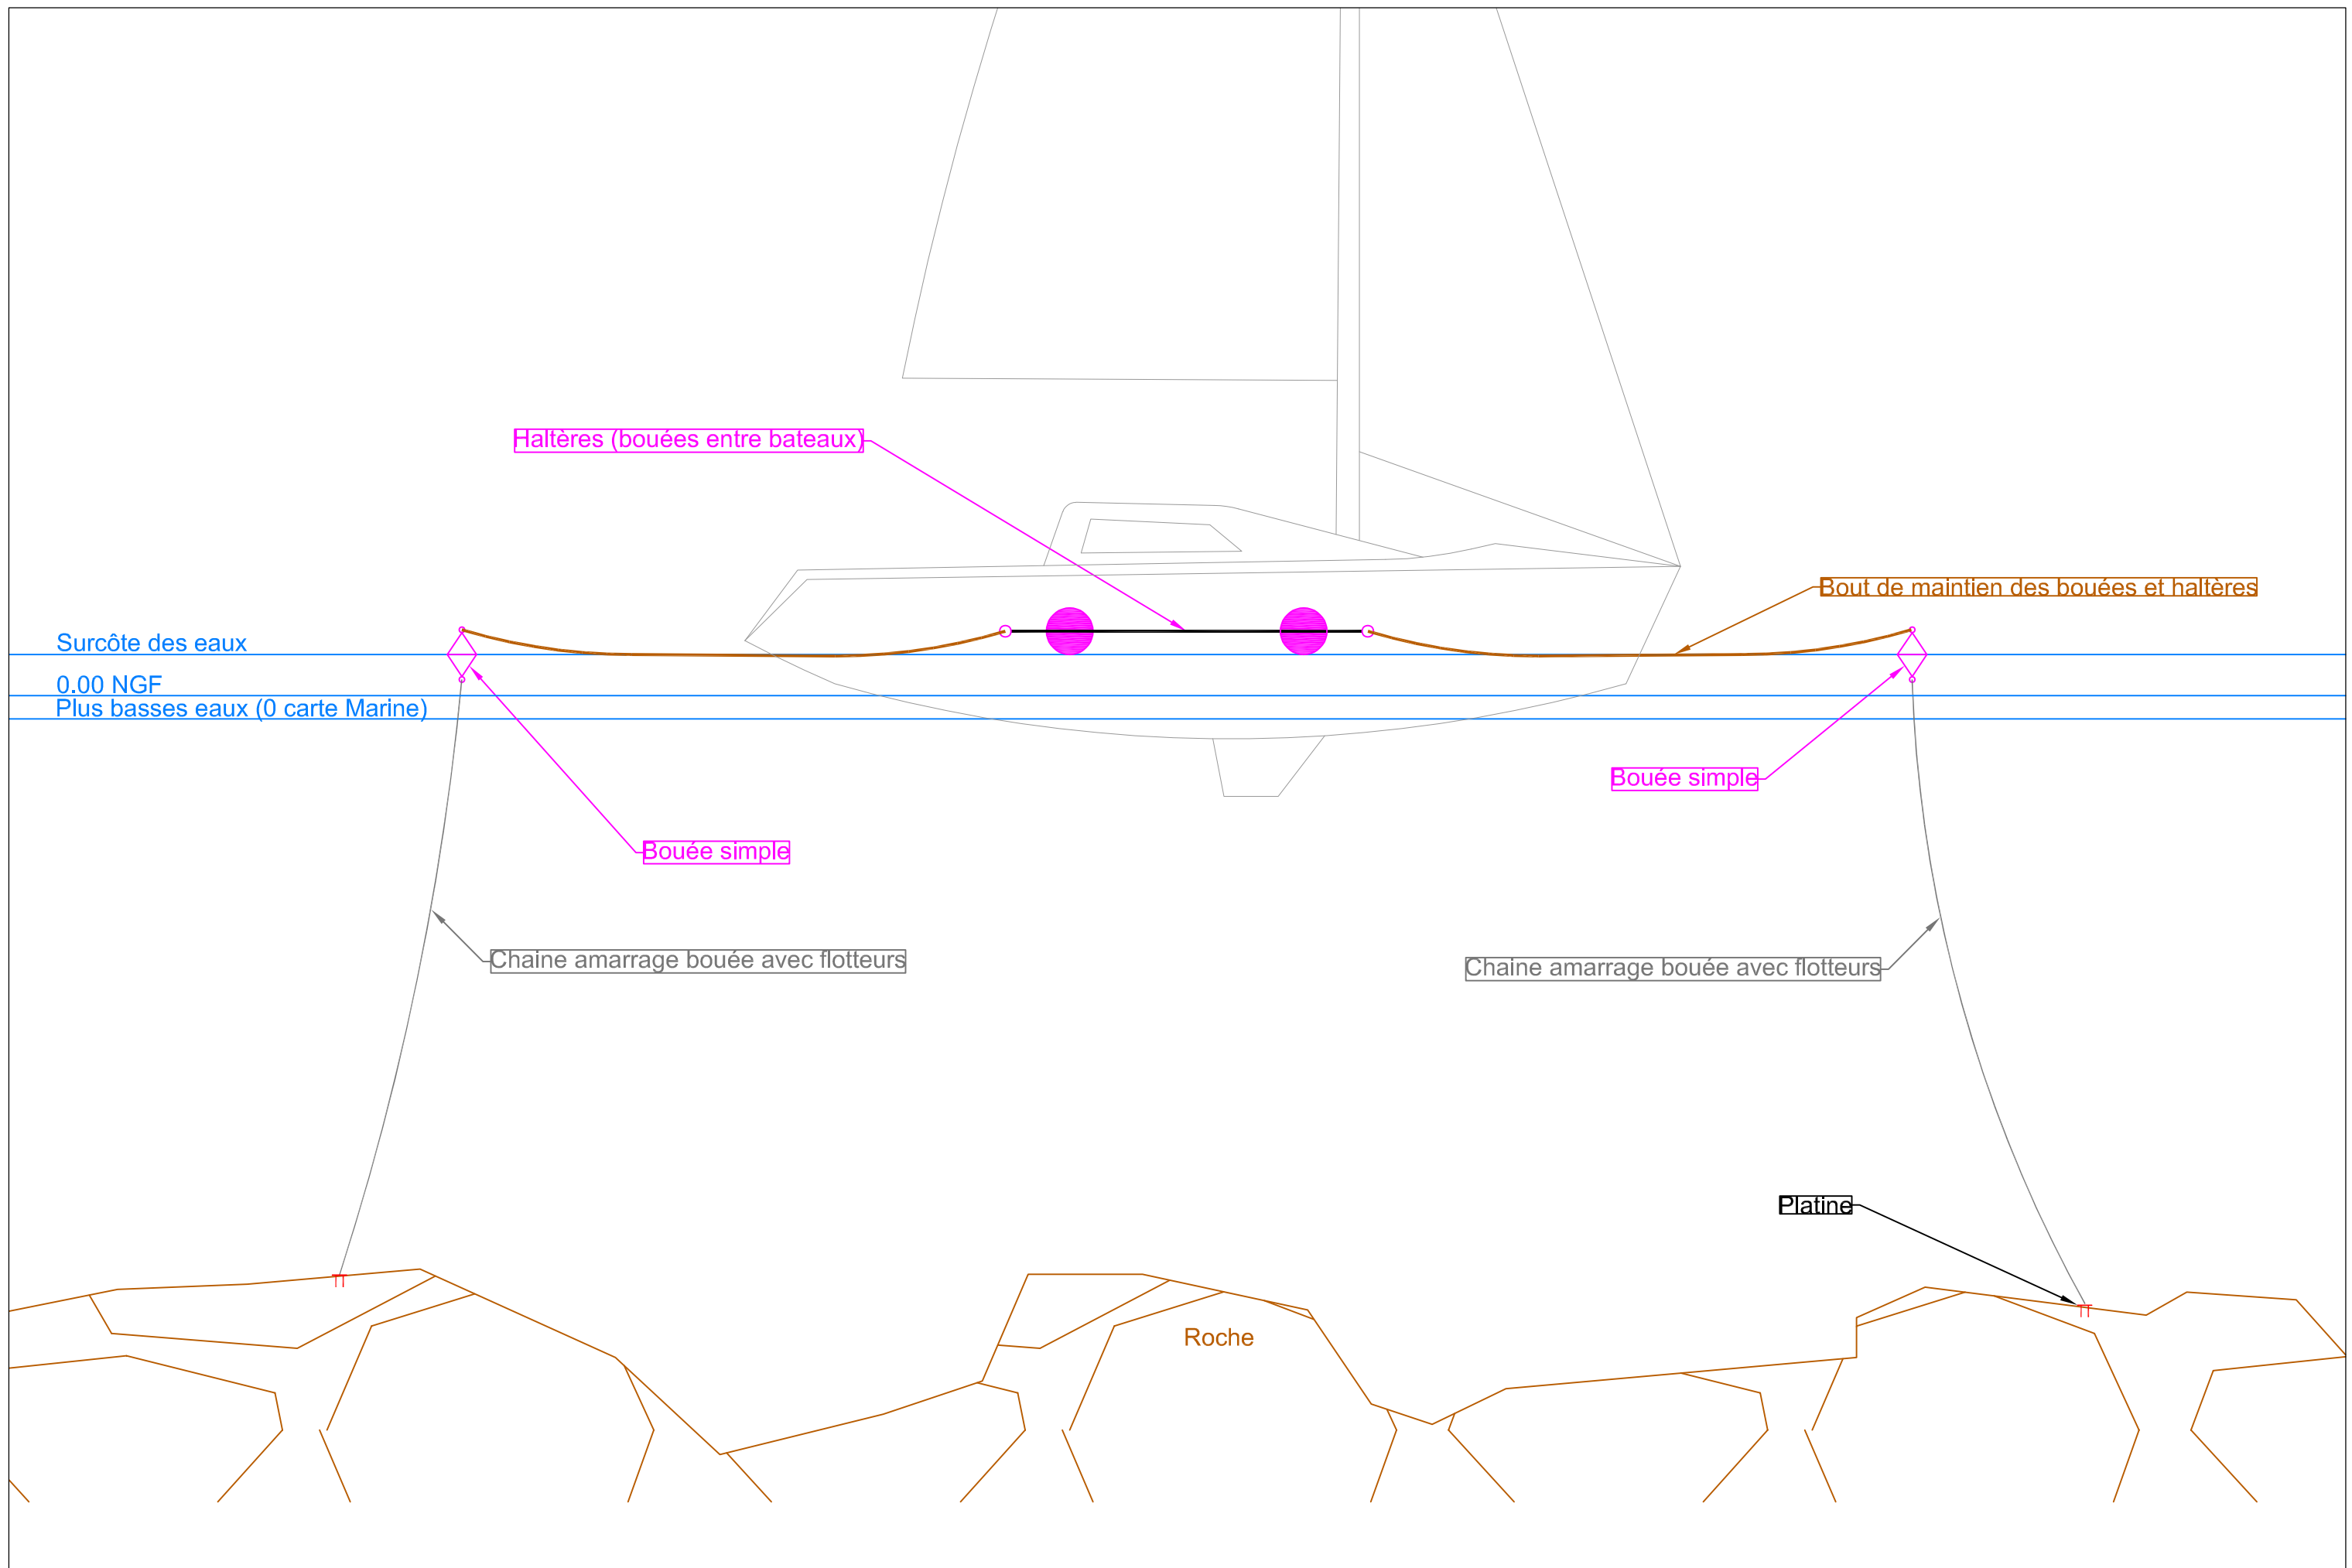 Haltères (bouées entre bateaux)
Bout de maintien des bouées et haltères
Surcôte des eaux
0.00 NGF
Plus basses eaux (0 carte Marine)
Bouée simple
Bouée simple
Chaine amarrage bouée avec flotteurs
Chaine amarrage bouée avec flotteurs
Platine
Roche